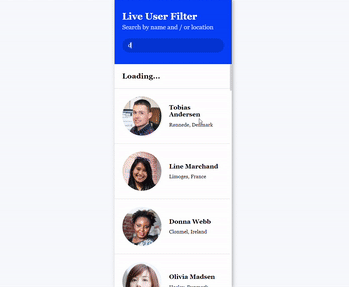 Live User Filter
Search by name and / or location
d
Loading...
Tobias
Andersen
Rønnede, Denmark
Line Marchand
Limoges, France
Donna Webb
Clonmel, Ireland
Olivia Madsen